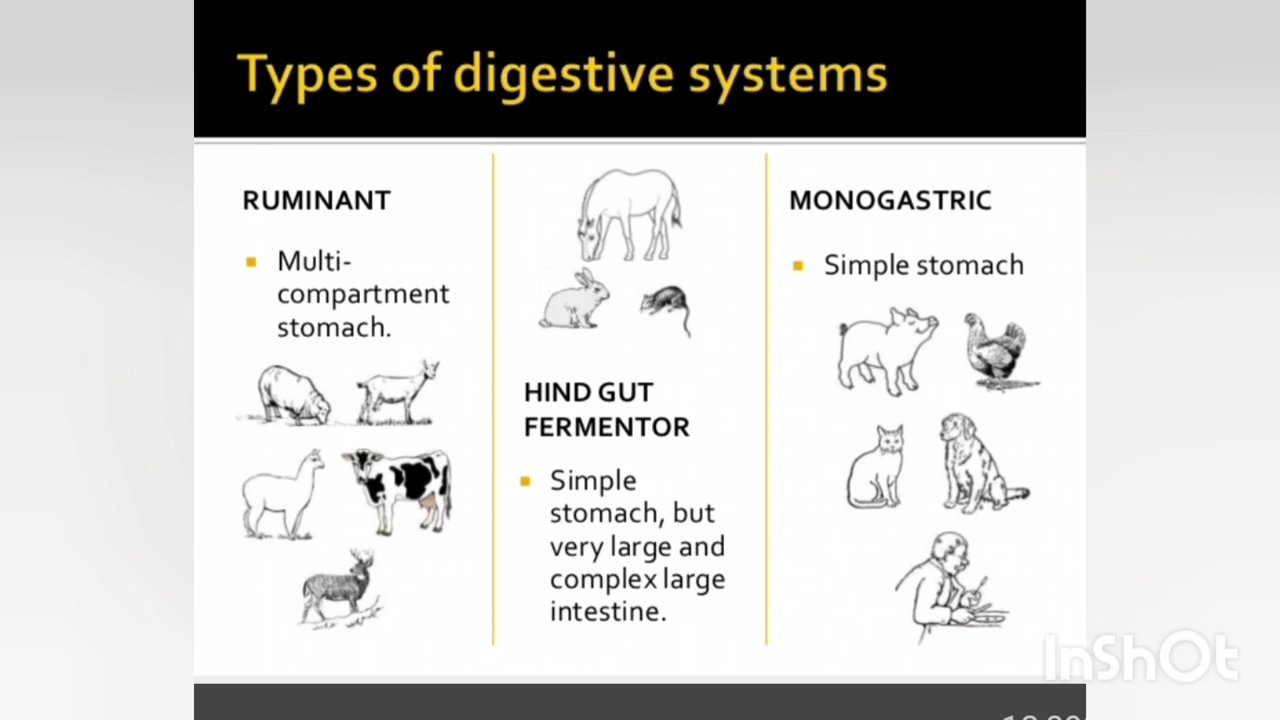 Types of digestive systems
RUMINANT
Multi-
compartment
stomach.
HIND GUT
FERMENTOR
Simple
stomach, but
very large and
complex large
intestine.
MONOGASTRIC
Simple stomach
InShOt